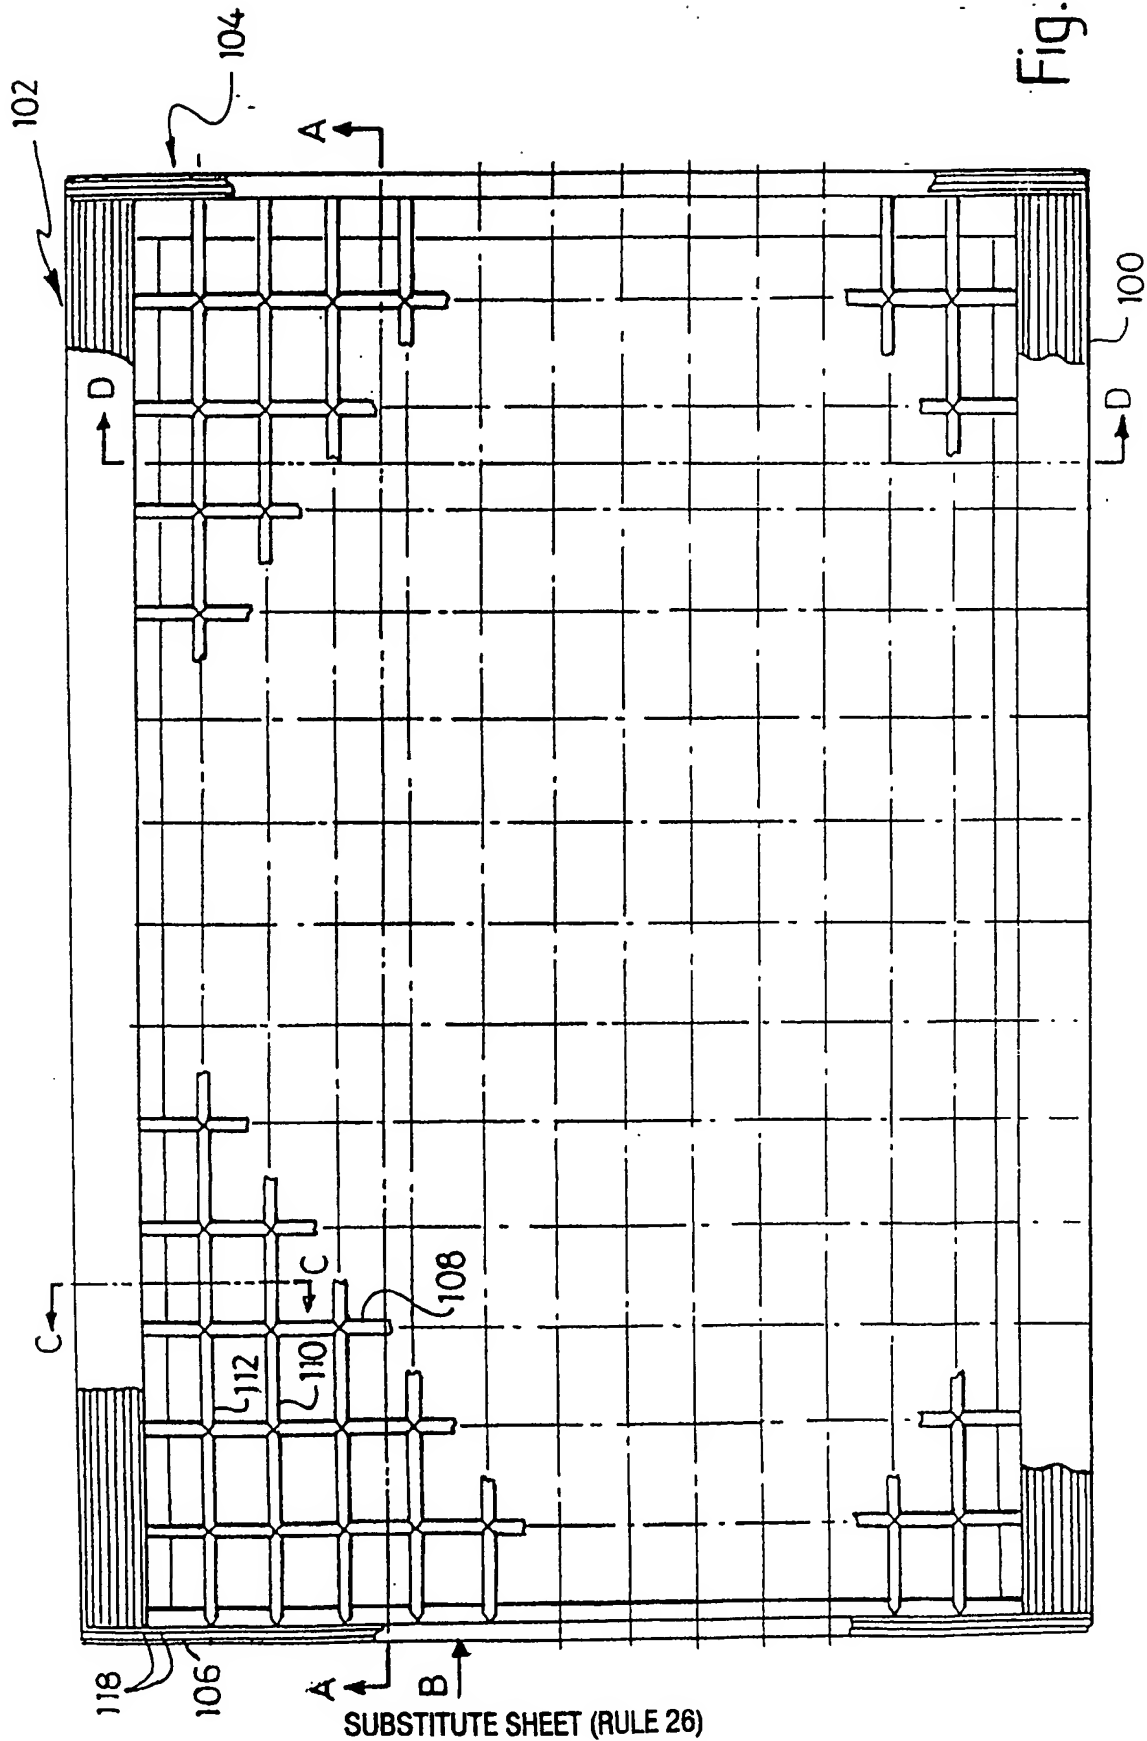 Fig.
102
104
A
A
D
D
100
C
C
108
112
110
118
106
B
SUBSTITUTE SHEET (RULE 26)